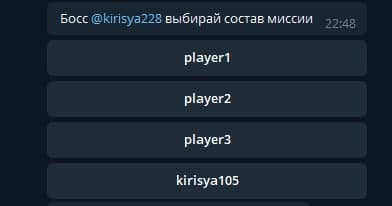 Босс @kirisya228 выбирай состав миссии
22:48
player1
player2
player3
kirisya105